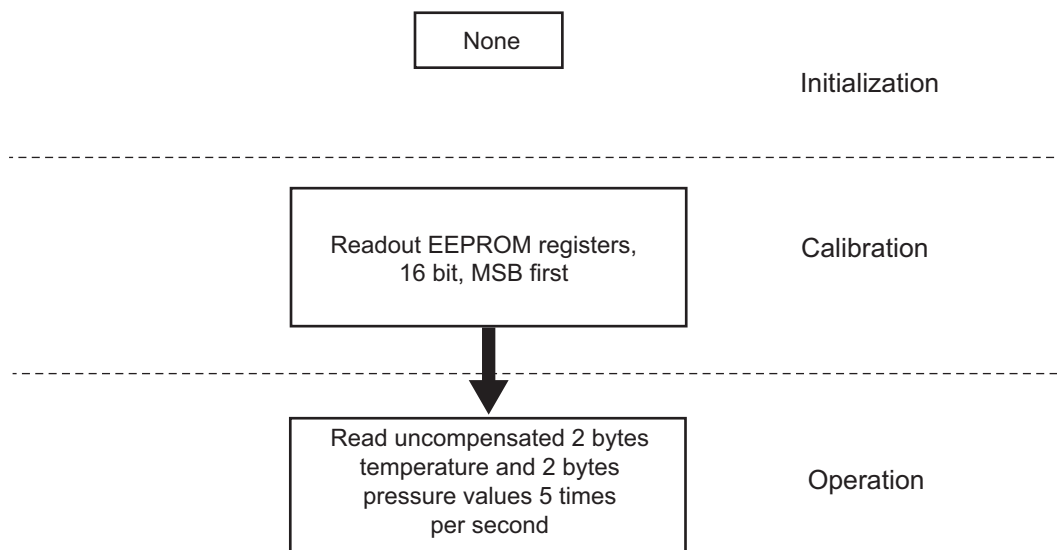 None
Initialization
Readout EEPROM registers,
16 bit, MSB first
Calibration
Read uncompensated 2 bytes
temperature and 2 bytes
pressure values 5 times
per second
Operation